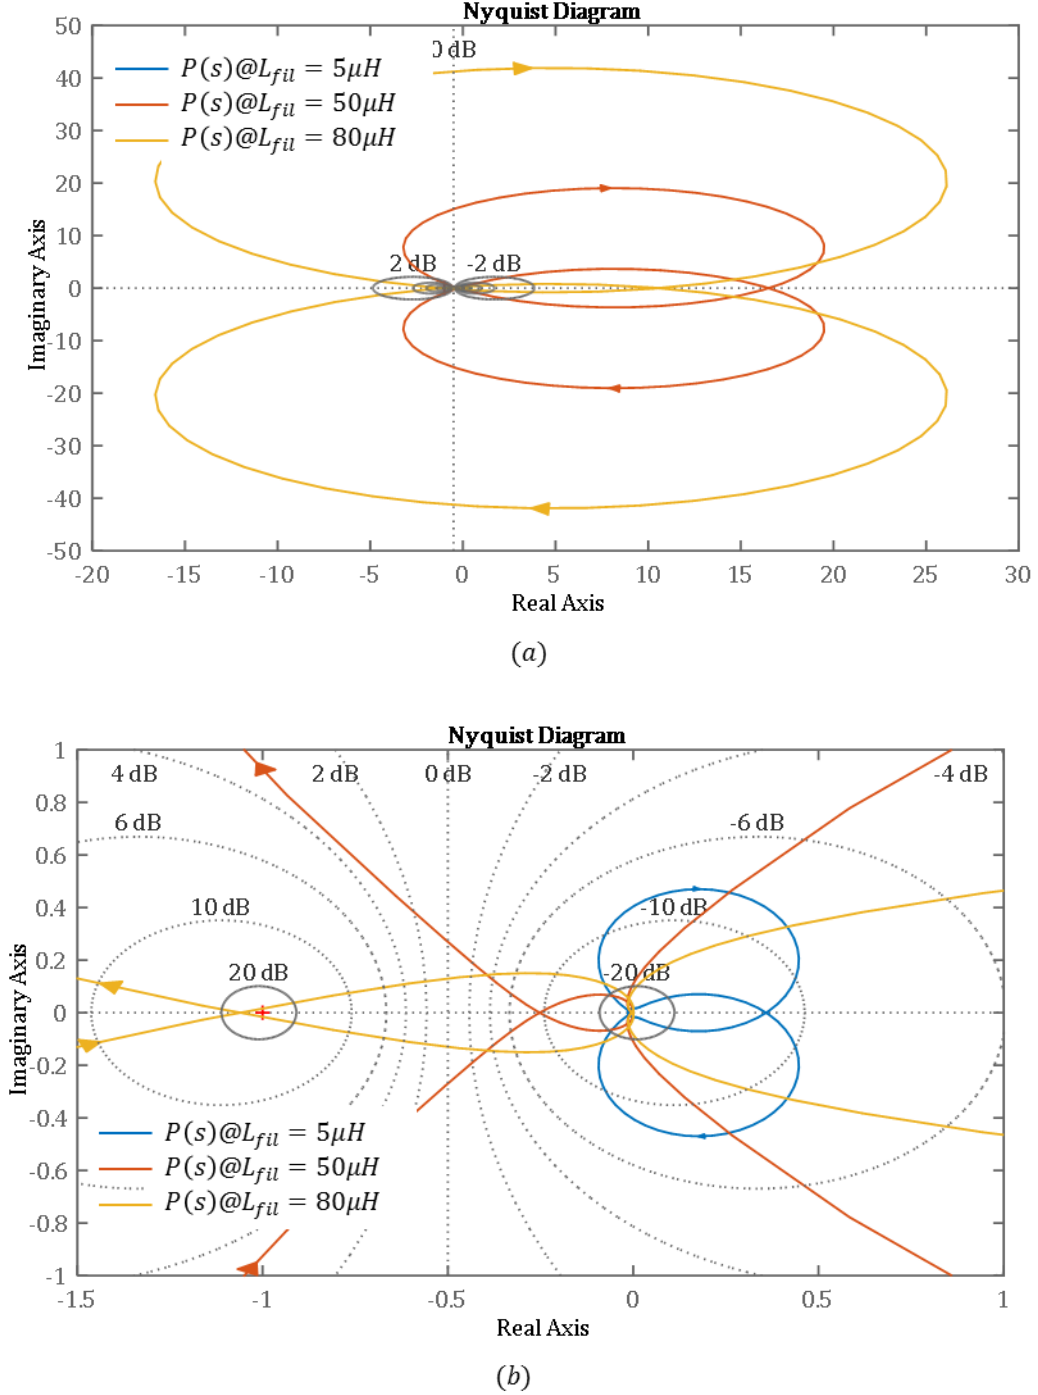 Nyquist Diagram
50
40
30
20
10
0
-10
-20
-30
-40
-50
Imaginary Axis
0 dB
P(s)@L_fil = 5μH
P(s)@L_fil = 50μH
P(s)@L_fil = 80μH
2 dB -2 dB
-20 -15 -10 -5 0 5 10 15 20 25 30
Real Axis
(a)
Nyquist Diagram
1
0.8
0.6
0.4
0.2
0
-0.2
-0.4
-0.6
-0.8
-1
Imaginary Axis
4 dB 2 dB 0 dB -2 dB -4 dB
6 dB -6 dB
10 dB -10 dB
20 dB -20 dB
P(s)@L_fil = 5μH
P(s)@L_fil = 50μH
P(s)@L_fil = 80μH
-1.5 -1 -0.5 0 0.5 1
Real Axis
(b)